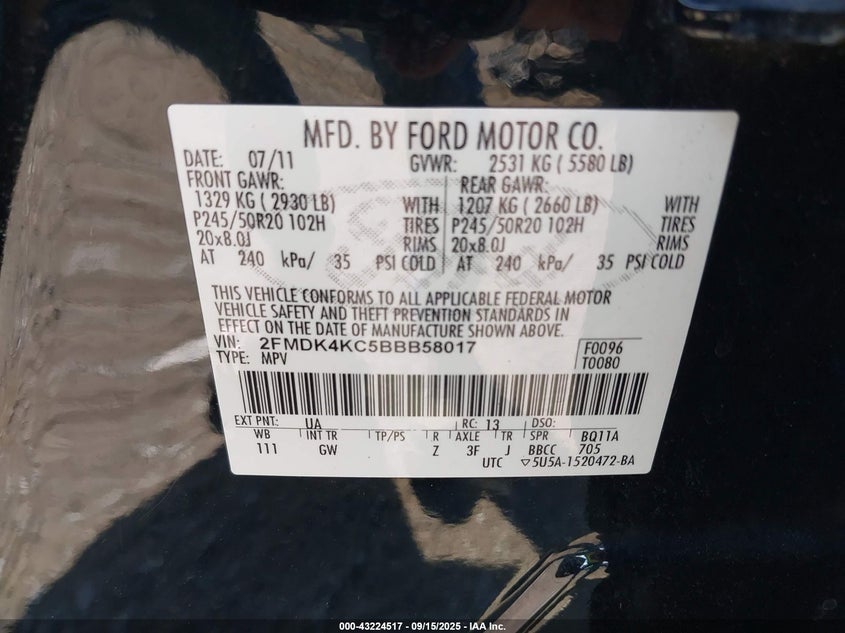 MFD. BY FORD MOTOR CO.
DATE: 07/11 GVWR: 2531 KG ( 5580 LB)
FRONT GAWR: REAR GAWR:
1329 KG ( 2930 LB) WITH 1207 KG ( 2660 LB) WITH
P245/50R20 102H TIRES P245/50R20 102H TIRES
20x8.0J RIMS 20x8.0J RIMS
AT 240 kPa/ 35 PSI COLD AT 240 kPa/ 35 PSI COLD
THIS VEHICLE CONFORMS TO ALL APPLICABLE FEDERAL MOTOR
VEHICLE SAFETY AND THEFT PREVENTION STANDARDS IN
EFFECT ON THE DATE OF MANUFACTURE SHOWN ABOVE.
VIN: 2FMDK4KC5BBB58017 F0096
TYPE: MPV T0080
EXT PNT: UA RC: 13 DSO:
WB INT TR TP/PS R AXLE TR SPR BQ11A
111 GW Z 3F J BBCC 705
UTC ▽5U5A-1520472-BA
000-43224517 - 09/15/2025 - IAA, Inc.